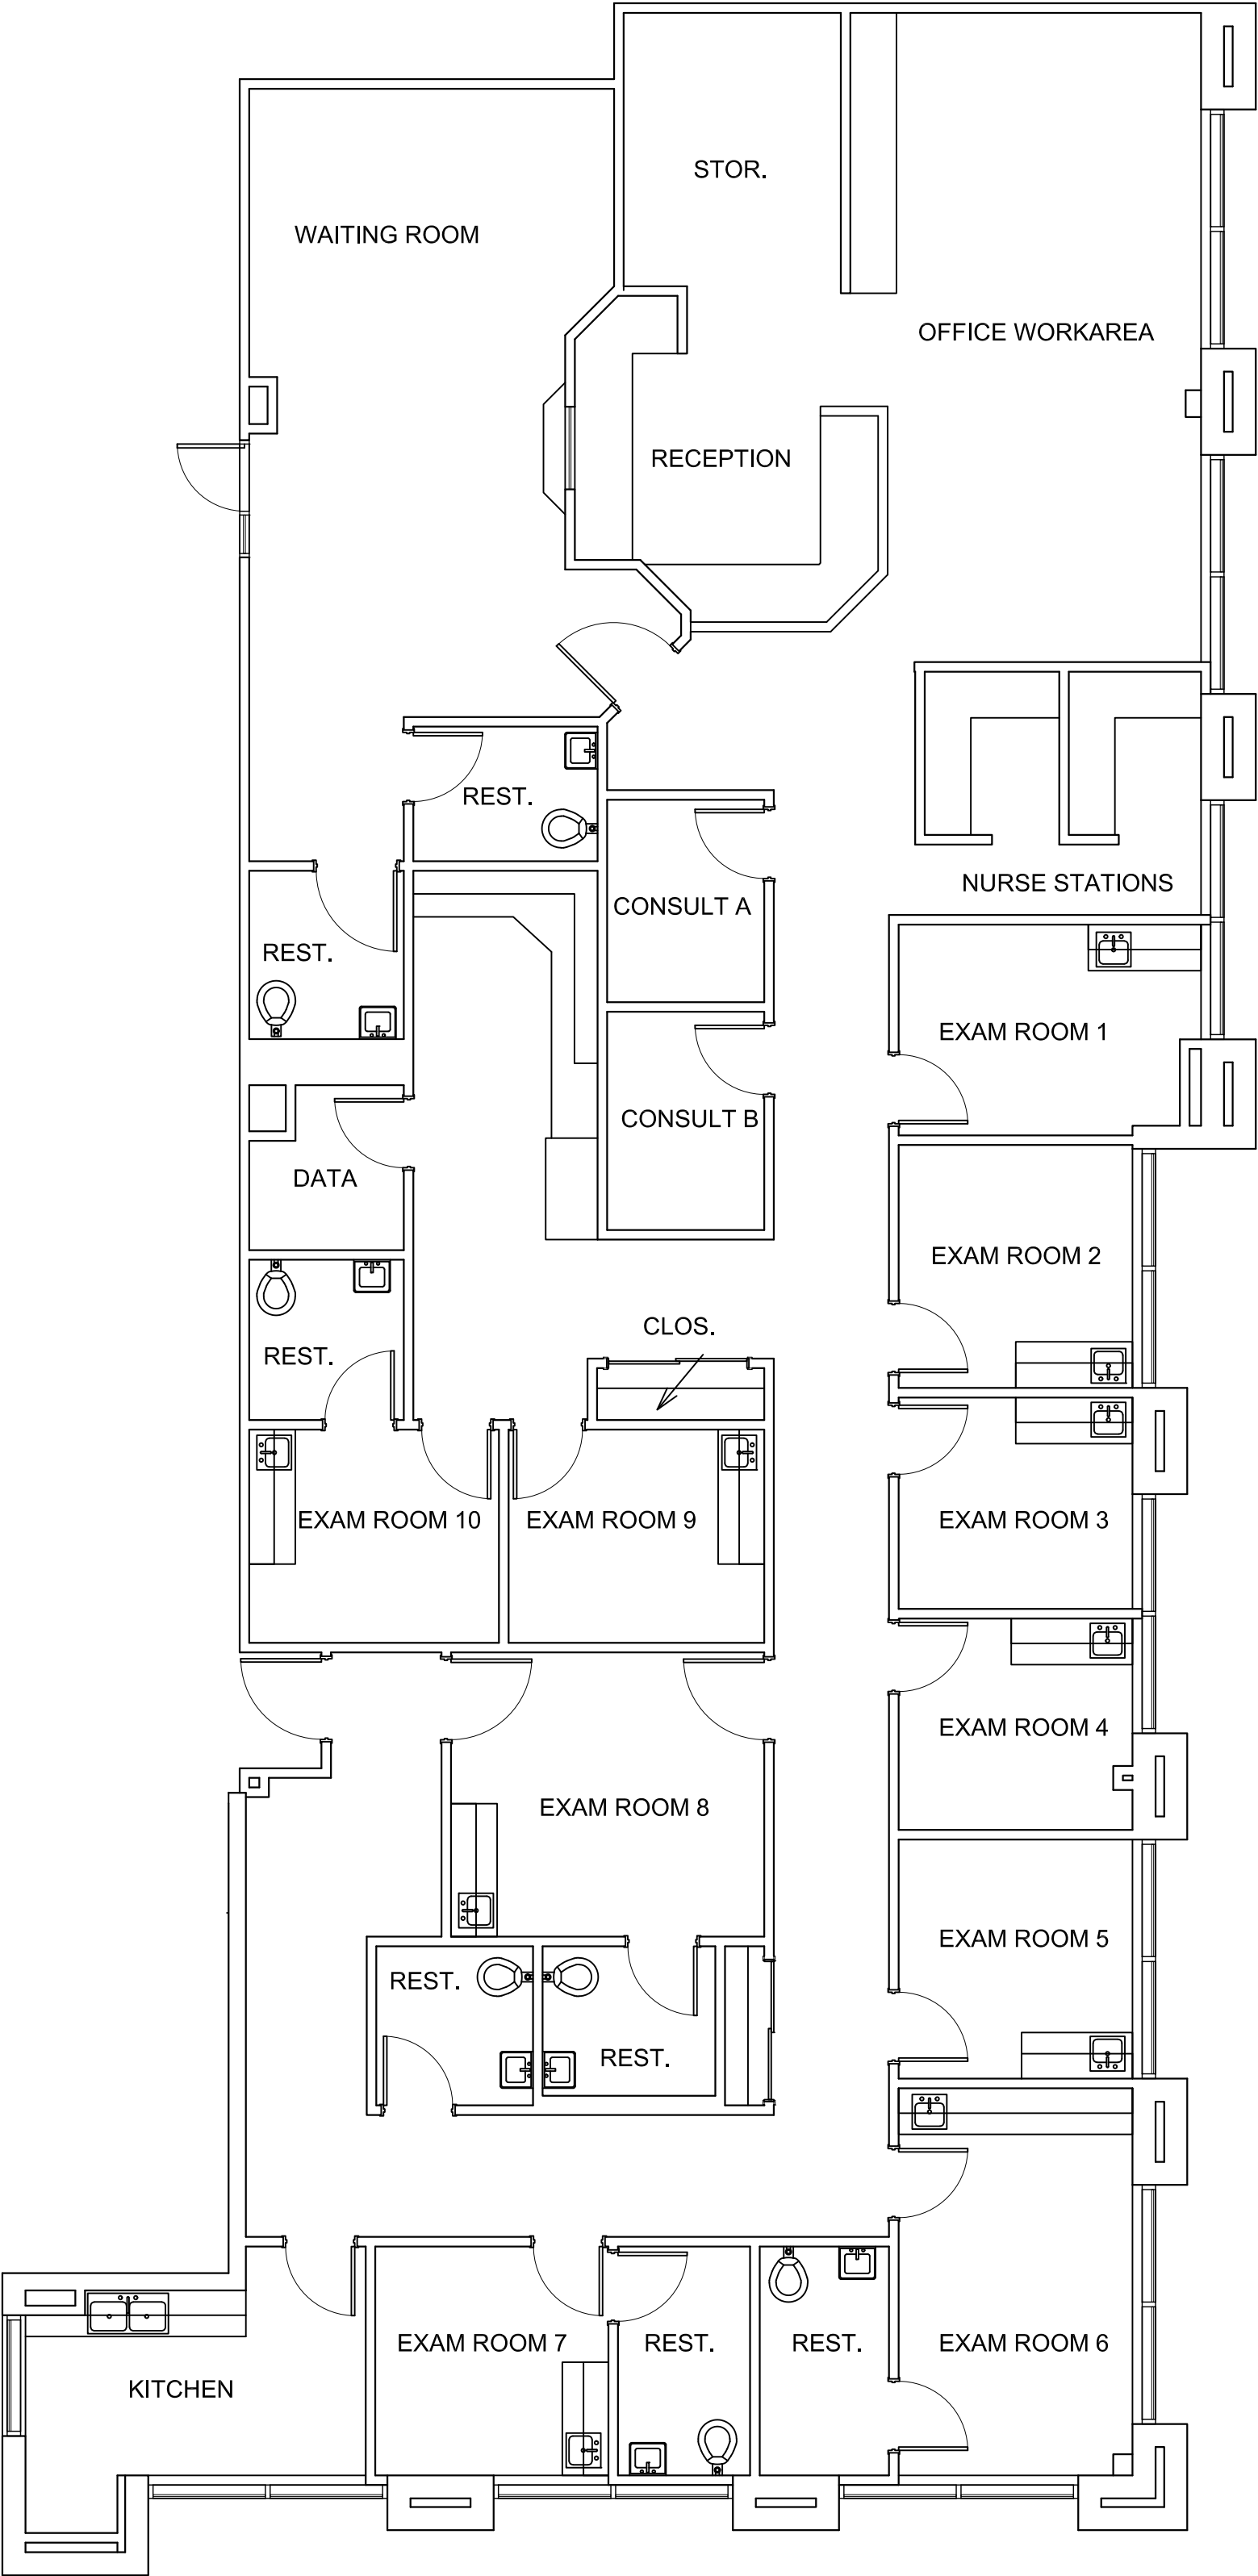 STOR.
WAITING ROOM
OFFICE WORKAREA
RECEPTION
REST.
NURSE STATIONS
CONSULT A
REST.
EXAM ROOM 1
CONSULT B
DATA
EXAM ROOM 2
CLOS.
REST.
EXAM ROOM 10
EXAM ROOM 9
EXAM ROOM 3
EXAM ROOM 4
EXAM ROOM 8
EXAM ROOM 5
REST.
REST.
EXAM ROOM 7
REST.
REST.
EXAM ROOM 6
KITCHEN